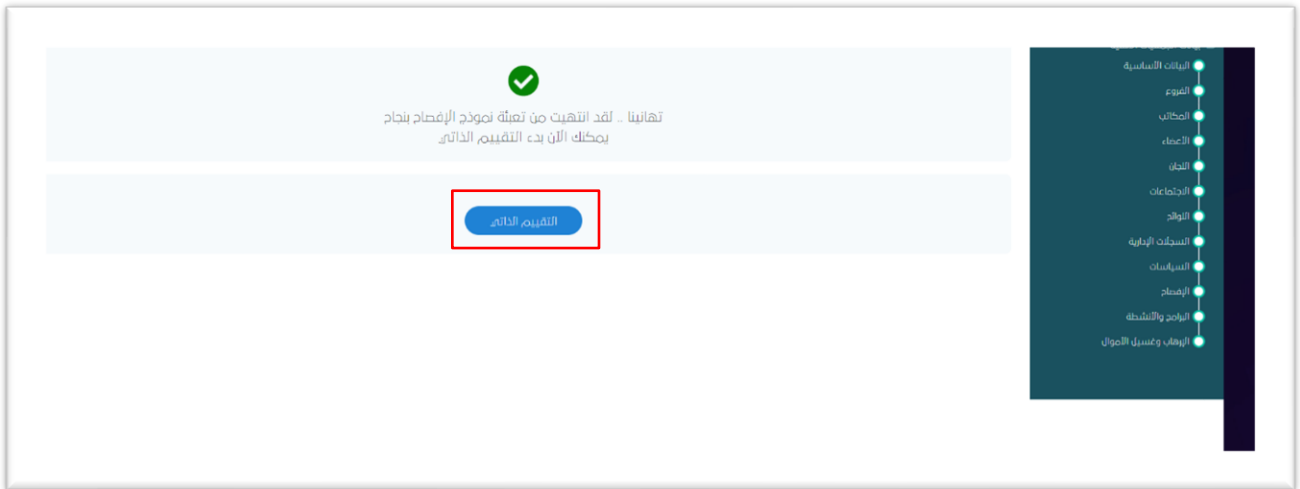 تهانينا .. لقد انتهيت من تعبئة نموذج الإفصاح بنجاح
يمكنك الآن بدء التقييم الذاتي
التقييم الذاتي
البيانات الأساسية
الفروع
المكاتب
الأعضاء
اللجان
الاجتماعات
اللوائح
السجلات الإدارية
السياسات
الإفصاح
البرامج والأنشطة
الإرهاب وغسيل الأموال